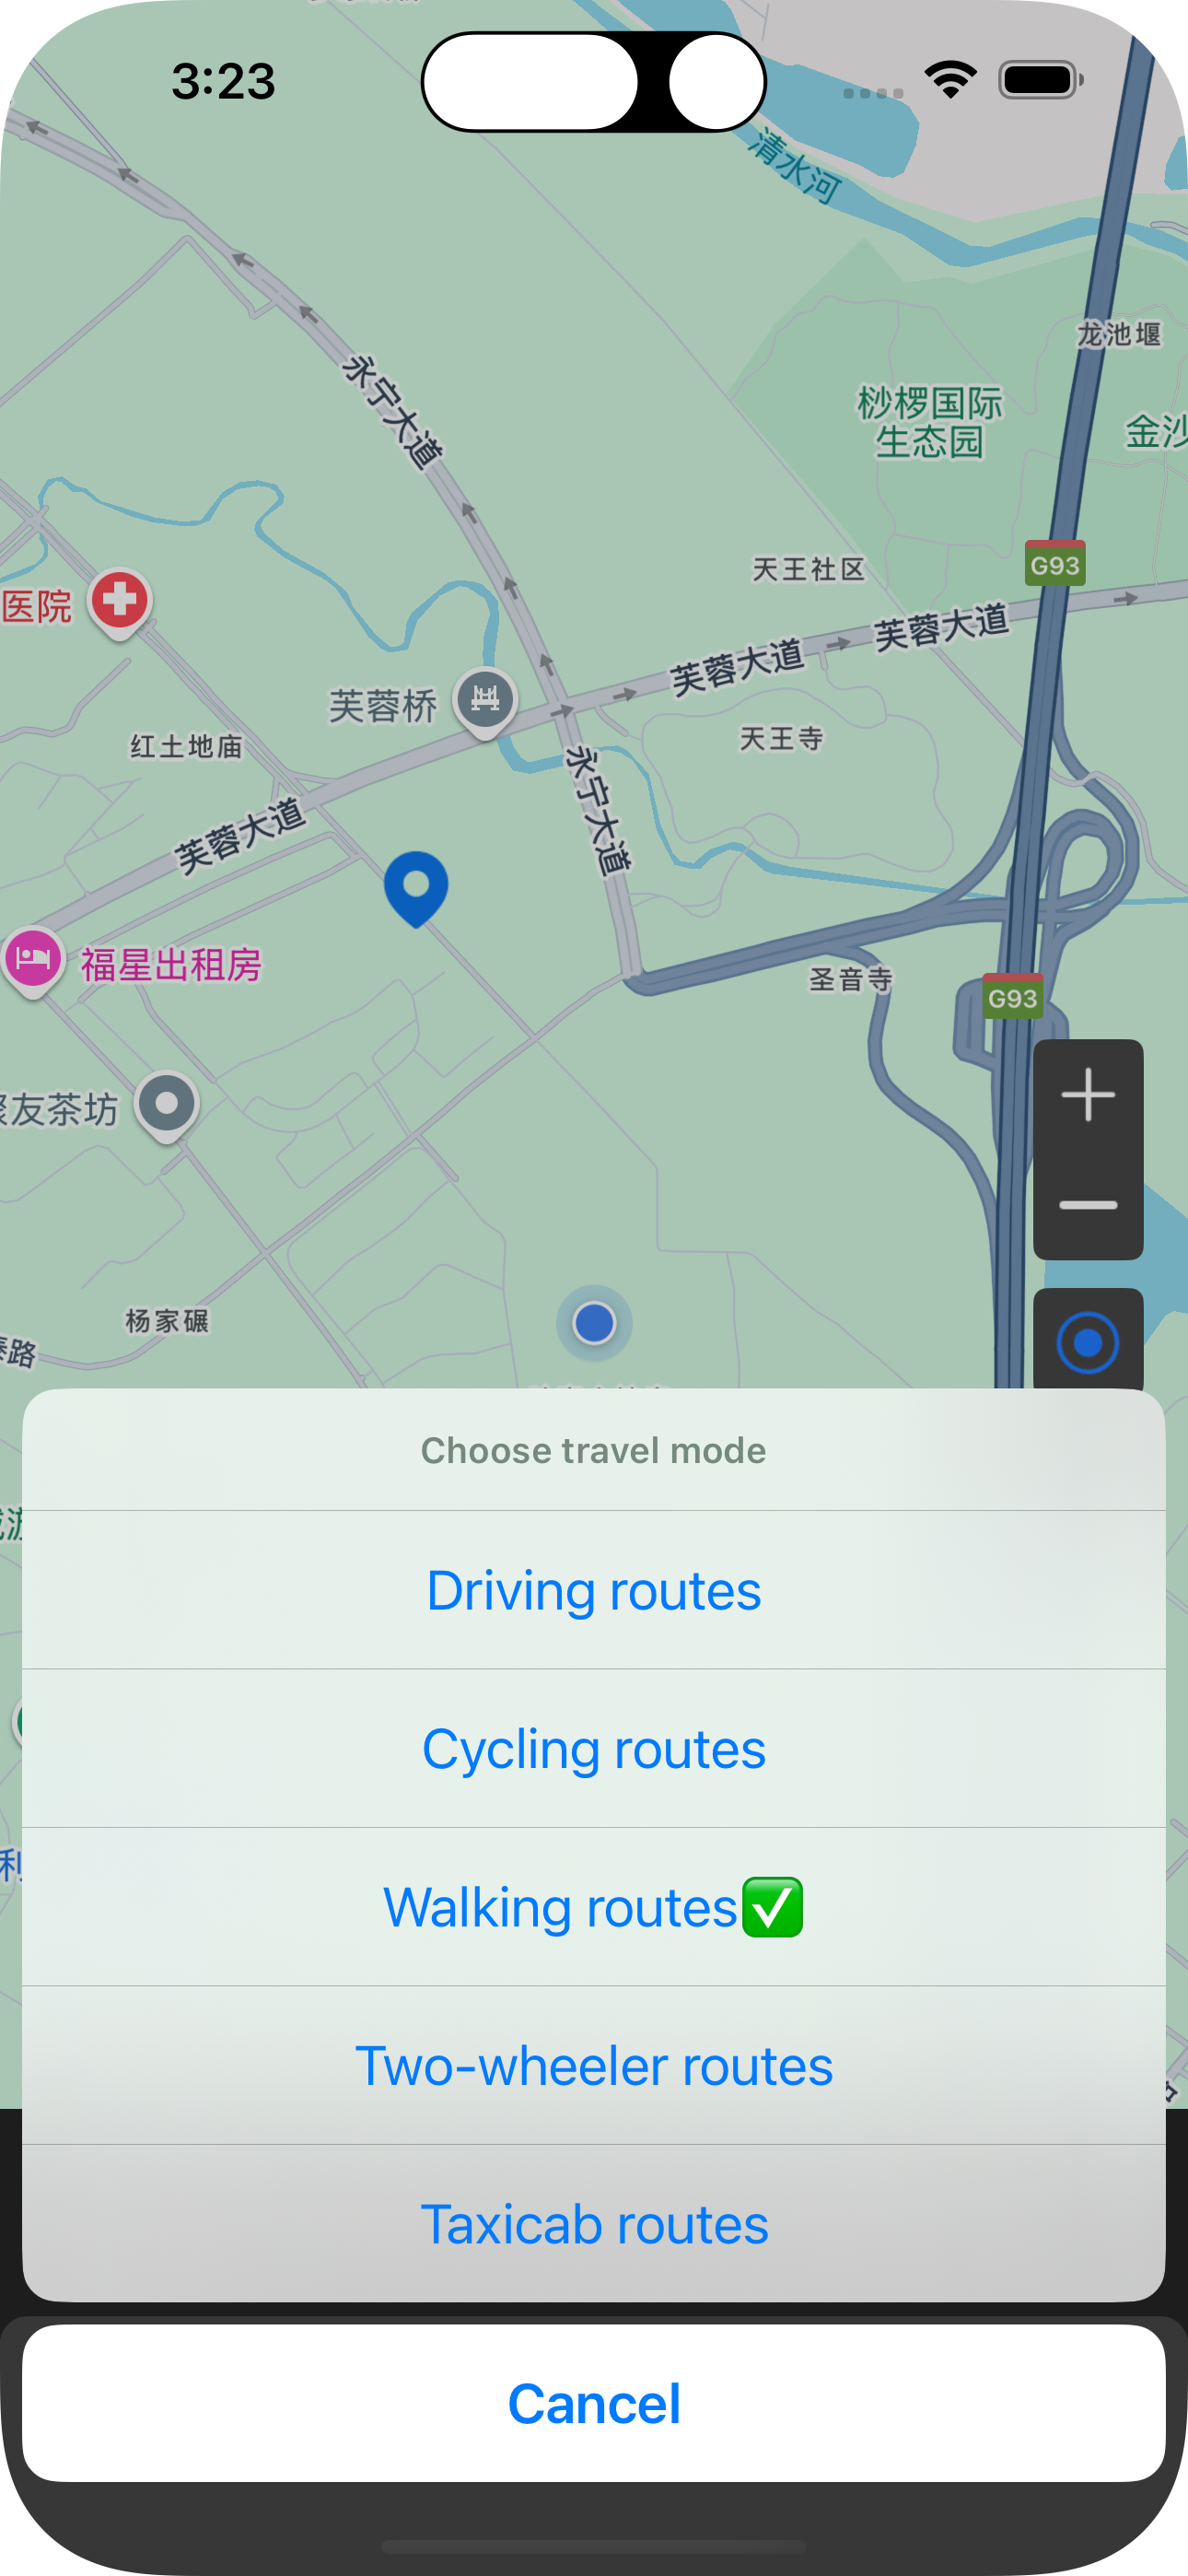 3:23
清水河
龙池堰
永宁大道
桫椤国际
生态园
金沙
天王社区
G93
医院
芙蓉大道
芙蓉大道
芙蓉桥
天王寺
红土地庙
永宁大道
芙蓉大道
福星出租房
圣音寺
G93
友茶坊
杨家碾
路
Choose travel mode
Driving routes
Cycling routes
Walking routes✅
Two-wheeler routes
Taxicab routes
Cancel